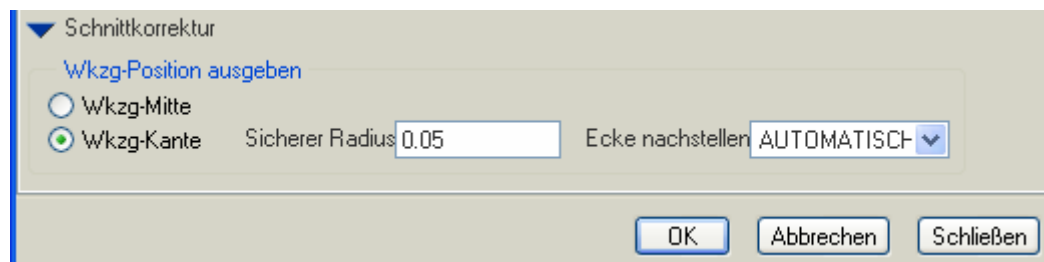 Schnittkorrektur
Wkzg-Position ausgeben
Wkzg-Mitte
Wkzg-Kante Sicherer Radius 0.05 Ecke nachstellen AUTOMATISCH
OK Abbrechen Schließen